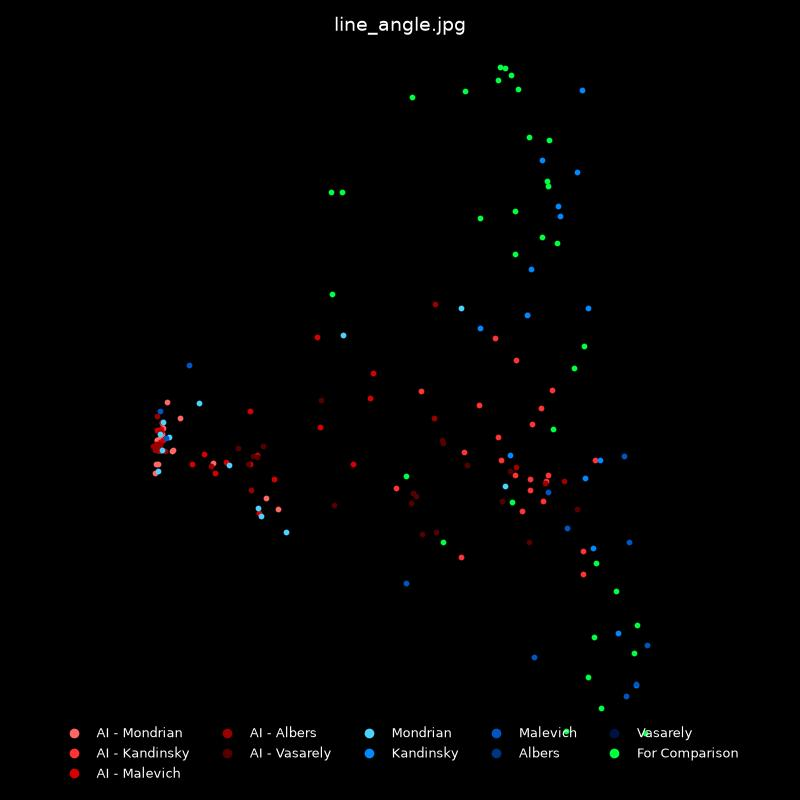 line_angle.jpg
AI - Mondrian AI - Albers Mondrian Malevich Vasarely
AI - Kandinsky AI - Vasarely Kandinsky Albers For Comparison
AI - Malevich